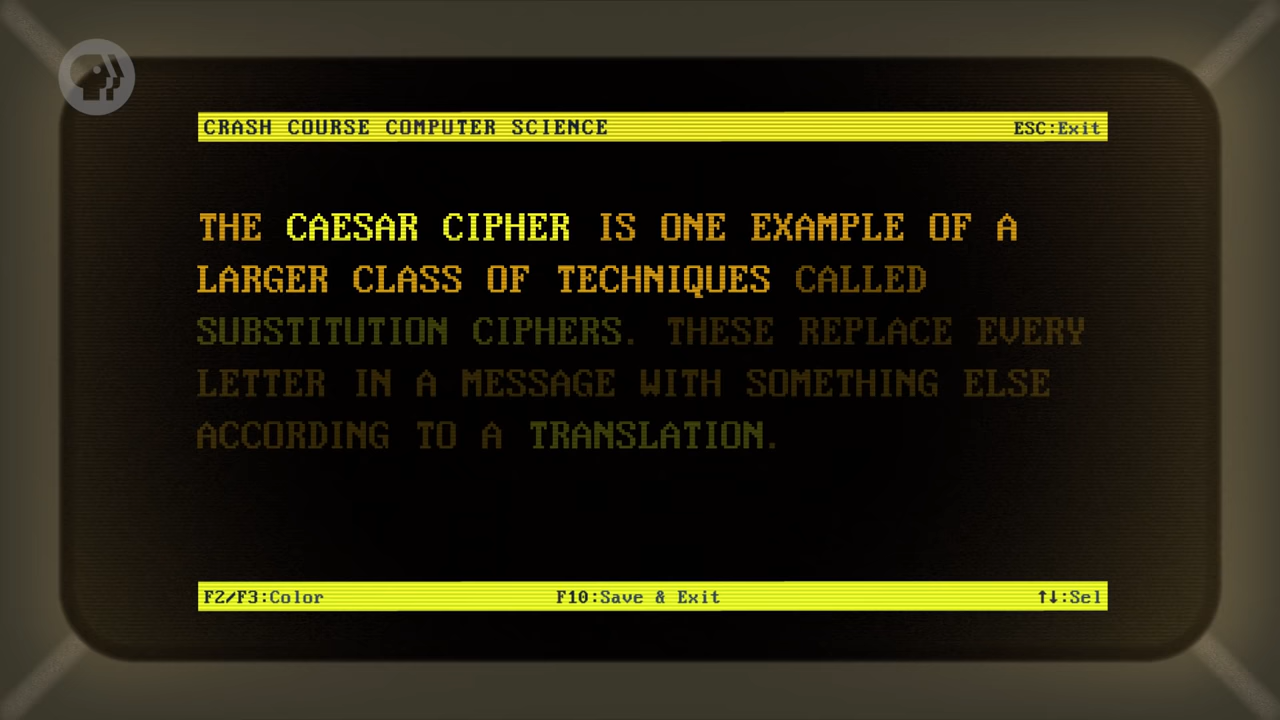 CRASH COURSE COMPUTER SCIENCE ESC:Exit
THE CAESAR CIPHER IS ONE EXAMPLE OF A
LARGER CLASS OF TECHNIQUES CALLED
SUBSTITUTION CIPHERS. THESE REPLACE EVERY
LETTER IN A MESSAGE WITH SOMETHING ELSE
ACCORDING TO A TRANSLATION.
F2/F3:Color F10:Save & Exit ↑↓:Sel